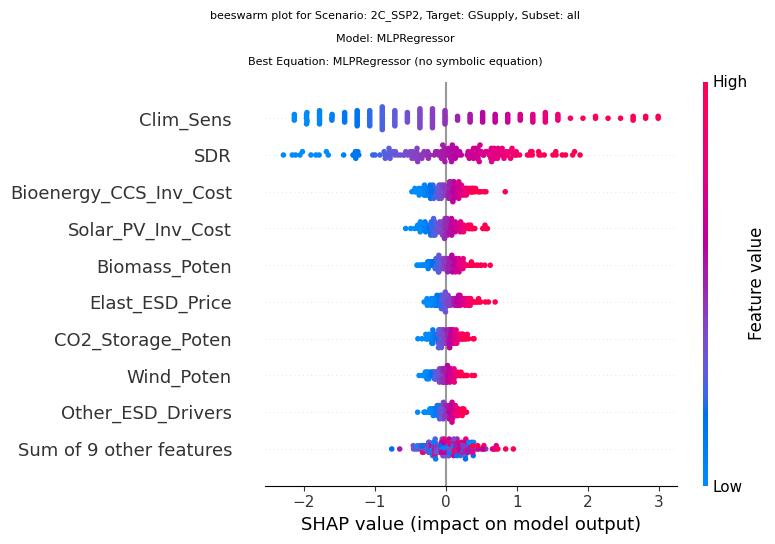 beeswarm plot for Scenario: 2C_SSP2, Target: GSupply, Subset: all
Model: MLPRegressor
Best Equation: MLPRegressor (no symbolic equation)
High
Clim_Sens
SDR
Bioenergy_CCS_Inv_Cost
Solar_PV_Inv_Cost
Biomass_Poten
Elast_ESD_Price
CO2_Storage_Poten
Wind_Poten
Other_ESD_Drivers
Sum of 9 other features
Feature value
Low
−2 −1 0 1 2 3
SHAP value (impact on model output)